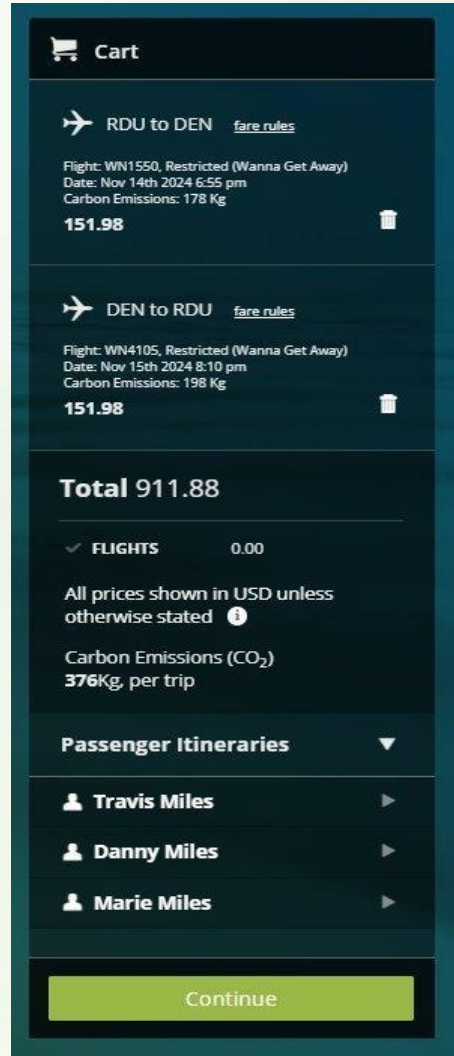 Cart
RDU to DEN fare rules
Flight: WN1550, Restricted (Wanna Get Away)
Date: Nov 14th 2024 6:55 pm
Carbon Emissions: 178 Kg
151.98
DEN to RDU fare rules
Flight: WN4105, Restricted (Wanna Get Away)
Date: Nov 15th 2024 8:10 pm
Carbon Emissions: 198 Kg
151.98
Total 911.88
FLIGHTS 0.00
All prices shown in USD unless
otherwise stated i
Carbon Emissions (CO₂)
376Kg, per trip
Passenger Itineraries
Travis Miles
Danny Miles
Marie Miles
Continue